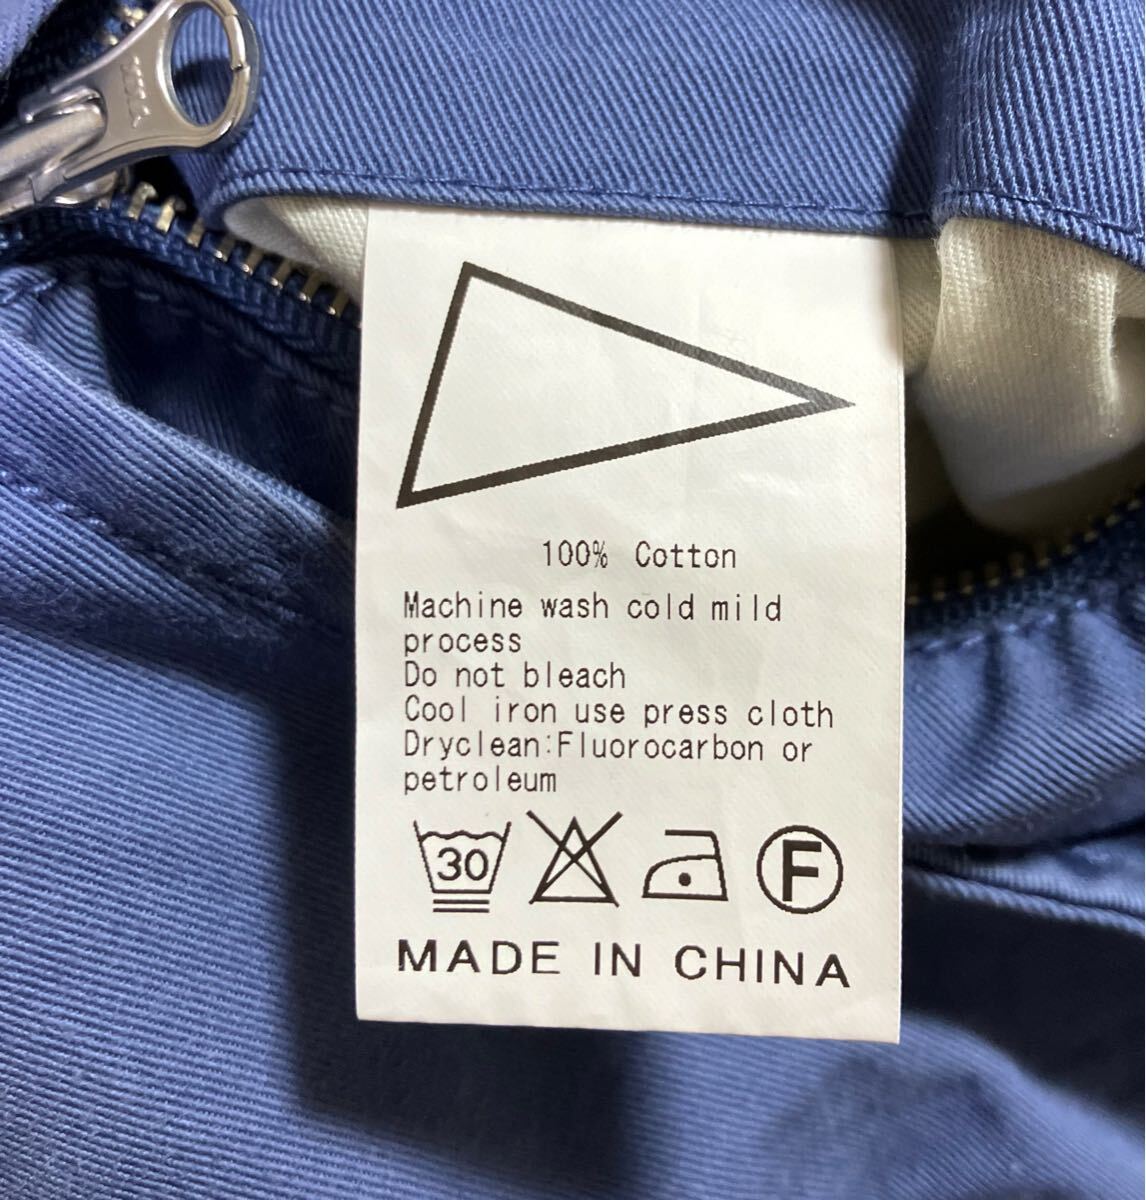 100% Cotton
Machine wash cold mild
process
Do not bleach
Cool iron use press cloth
Dryclean:Fluorocarbon or
petroleum
30
F
MADE IN CHINA